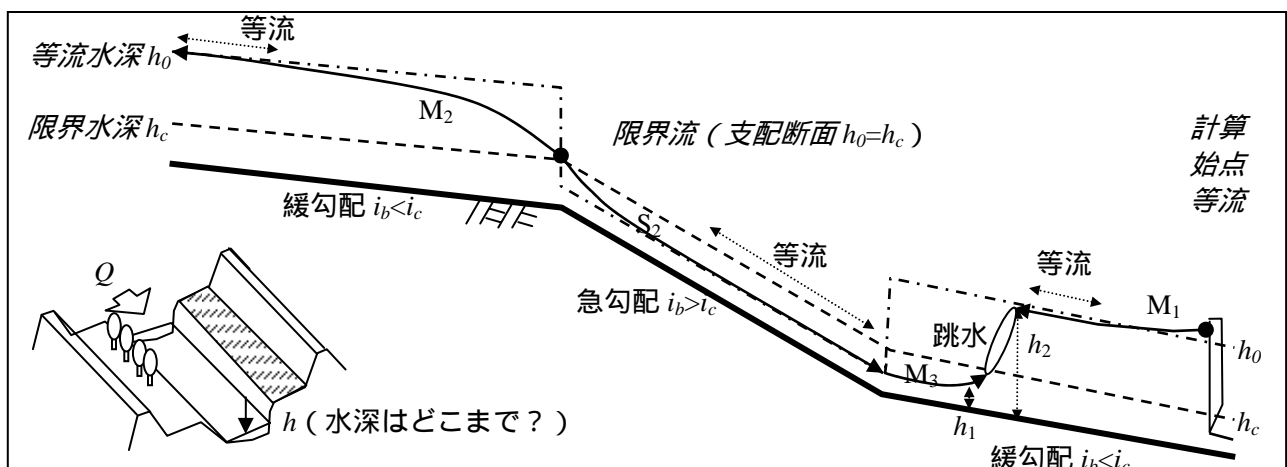 等流
等流水深 h0
M2
限界水深 hc
限界流（支配断面 h0=hc）
計算
始点
等流
緩勾配 ib<ic
S2
等流
等流
Q
急勾配 ib>ic
M1
跳水
h2
h0
M3
h（水深はどこまで？）
h1
hc
緩勾配 ib<ic